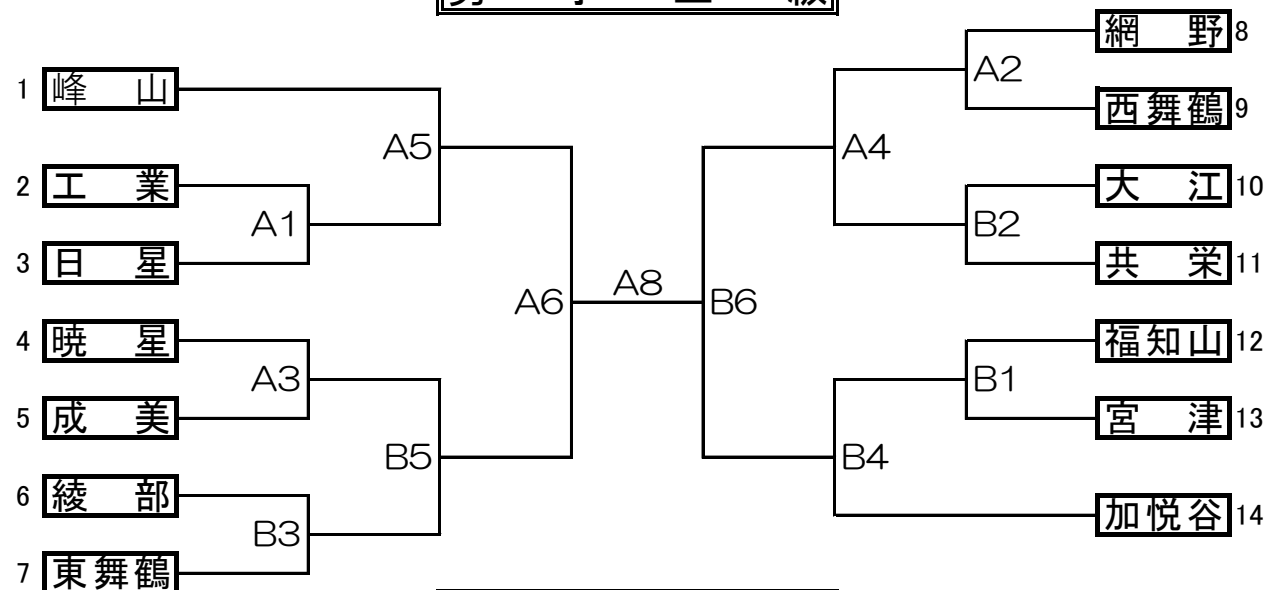 8 網野
A2
1 峰山
9 西舞鶴
A5
A4
2 工業
10 大江
A1
B2
3 日星
11 共栄
A8
A6
B6
4 暁星
12 福知山
A3
B1
5 成美
13 宮津
B5
B4
6 綾部
14 加悦谷
B3
7 東舞鶴